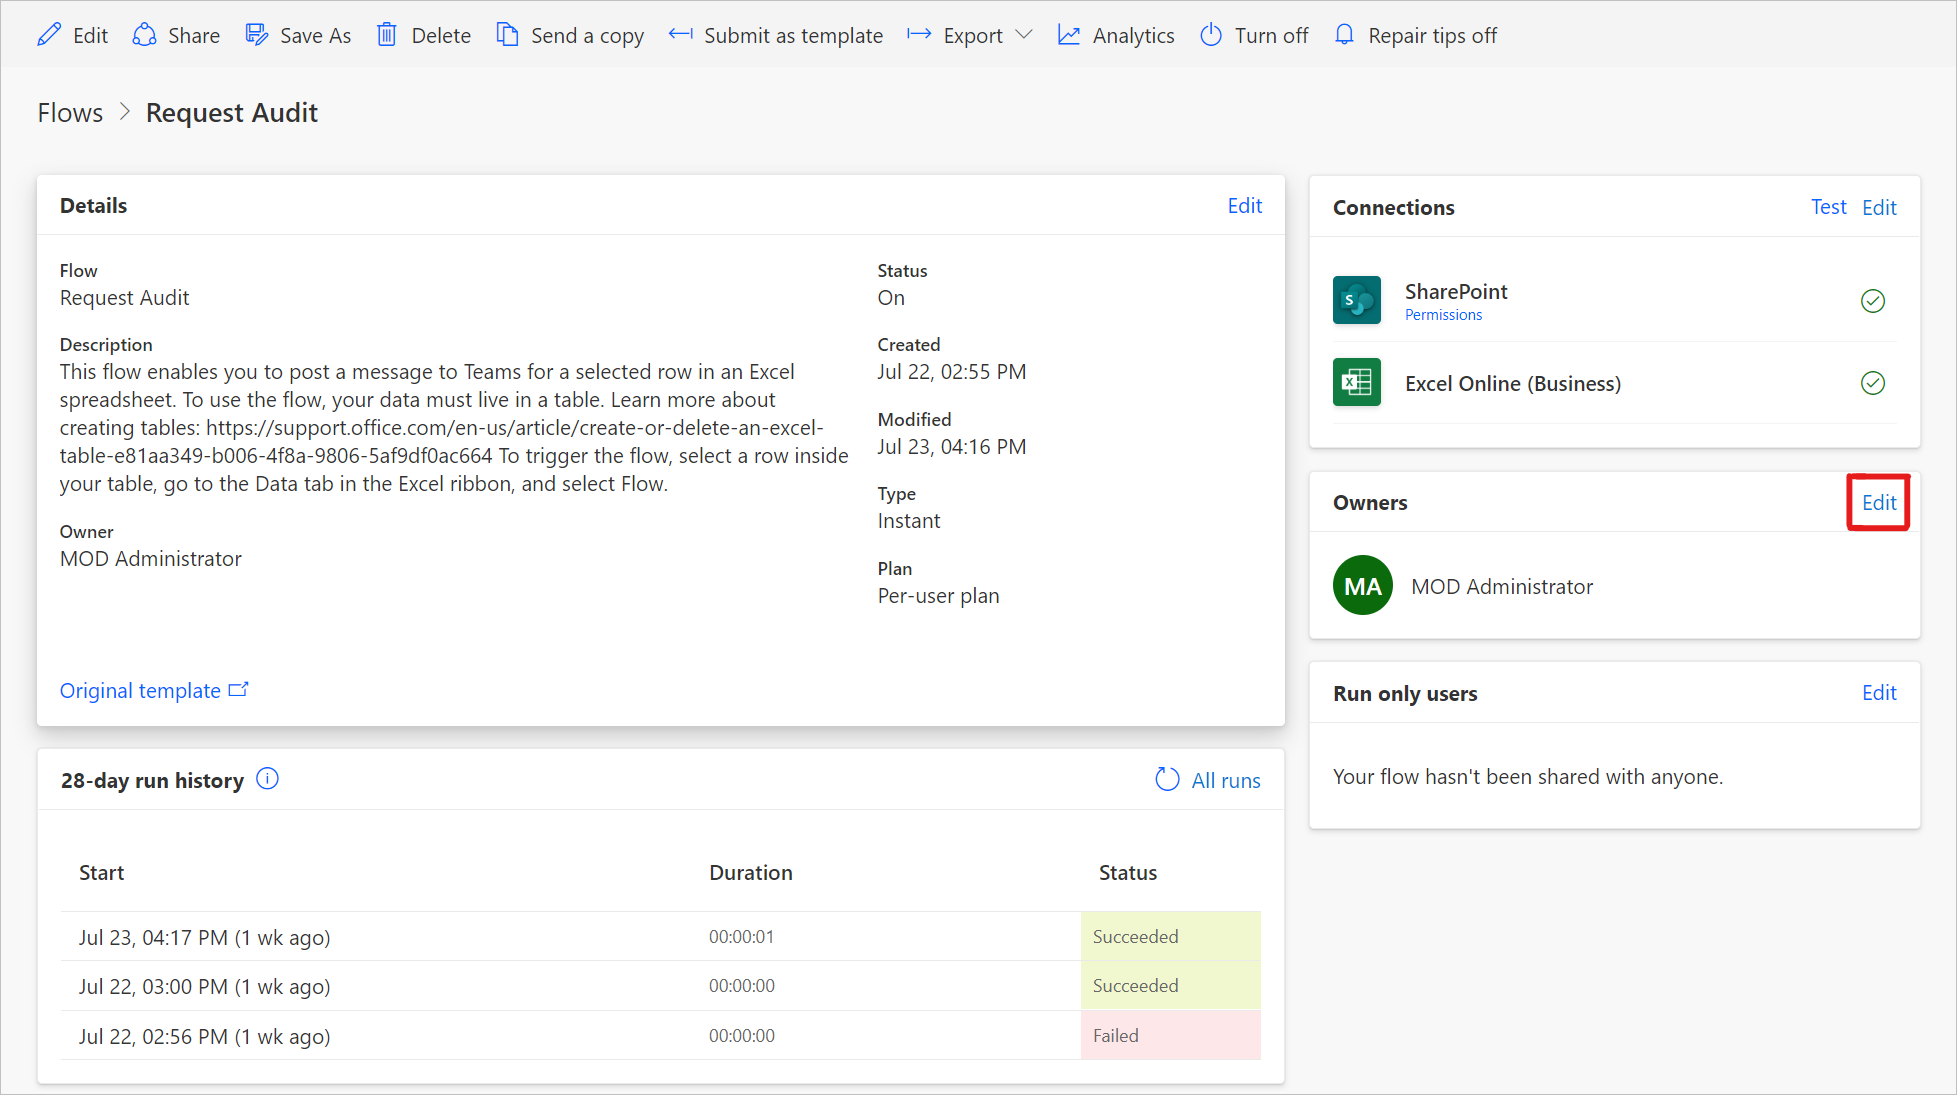 Edit Share Save As Delete Send a copy Submit as template Export Analytics Turn off Repair tips off
Flows > Request Audit
Details Edit
Flow
Request Audit
Description
This flow enables you to post a message to Teams for a selected row in an Excel
spreadsheet. To use the flow, your data must live in a table. Learn more about
creating tables: https://support.office.com/en-us/article/create-or-delete-an-excel-
table-e81aa349-b006-4f8a-9806-5af9df0ac664 To trigger the flow, select a row inside
your table, go to the Data tab in the Excel ribbon, and select Flow.
Owner
MOD Administrator
Status
On
Created
Jul 22, 02:55 PM
Modified
Jul 23, 04:16 PM
Type
Instant
Plan
Per-user plan
Original template
Connections Test Edit
S
SharePoint
Permissions
X
Excel Online (Business)
Owners Edit
MA MOD Administrator
Run only users Edit
Your flow hasn't been shared with anyone.
28-day run history All runs
Start Duration Status
Jul 23, 04:17 PM (1 wk ago) 00:00:01 Succeeded
Jul 22, 03:00 PM (1 wk ago) 00:00:00 Succeeded
Jul 22, 02:56 PM (1 wk ago) 00:00:00 Failed